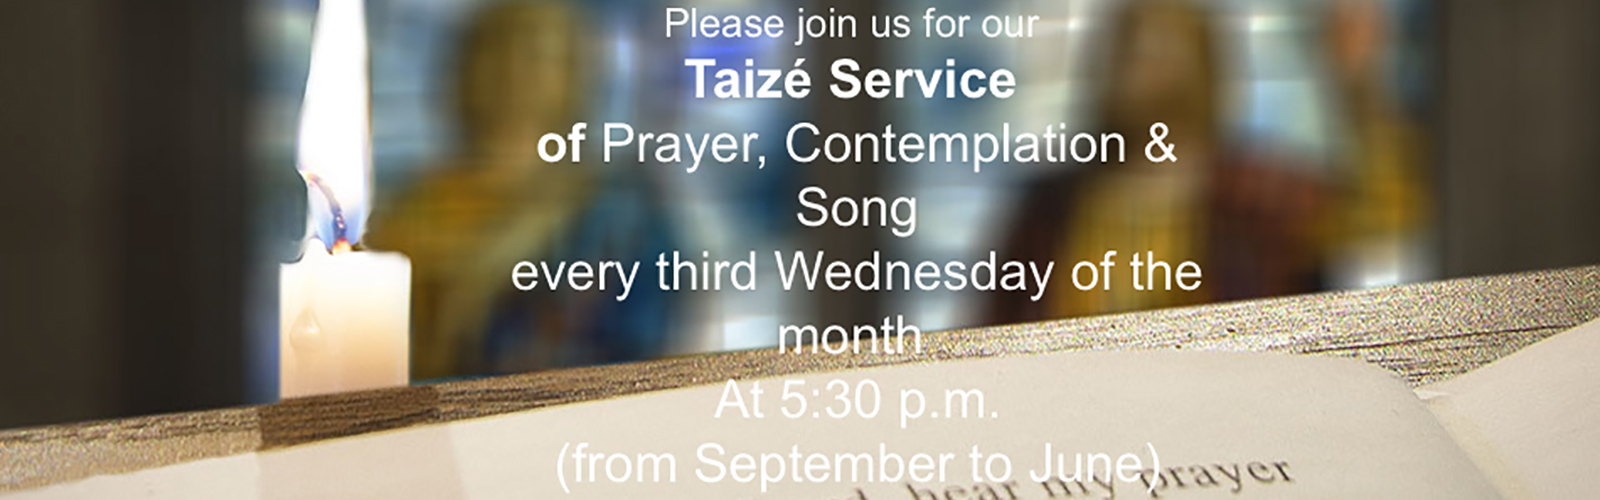 Please join us for our
Taizé Service
of Prayer, Contemplation &
Song
every third Wednesday of the
month
At 5:30 p.m.
(from September to June)
hear my prayer